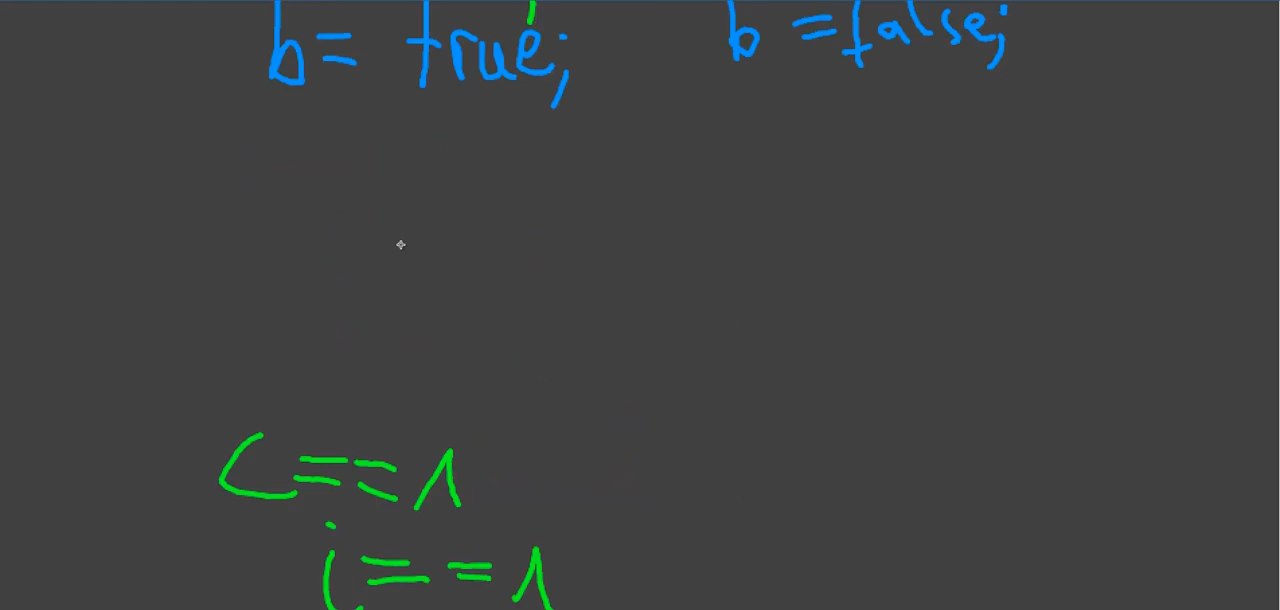 b = true; b = false;
c == 1
i == 1